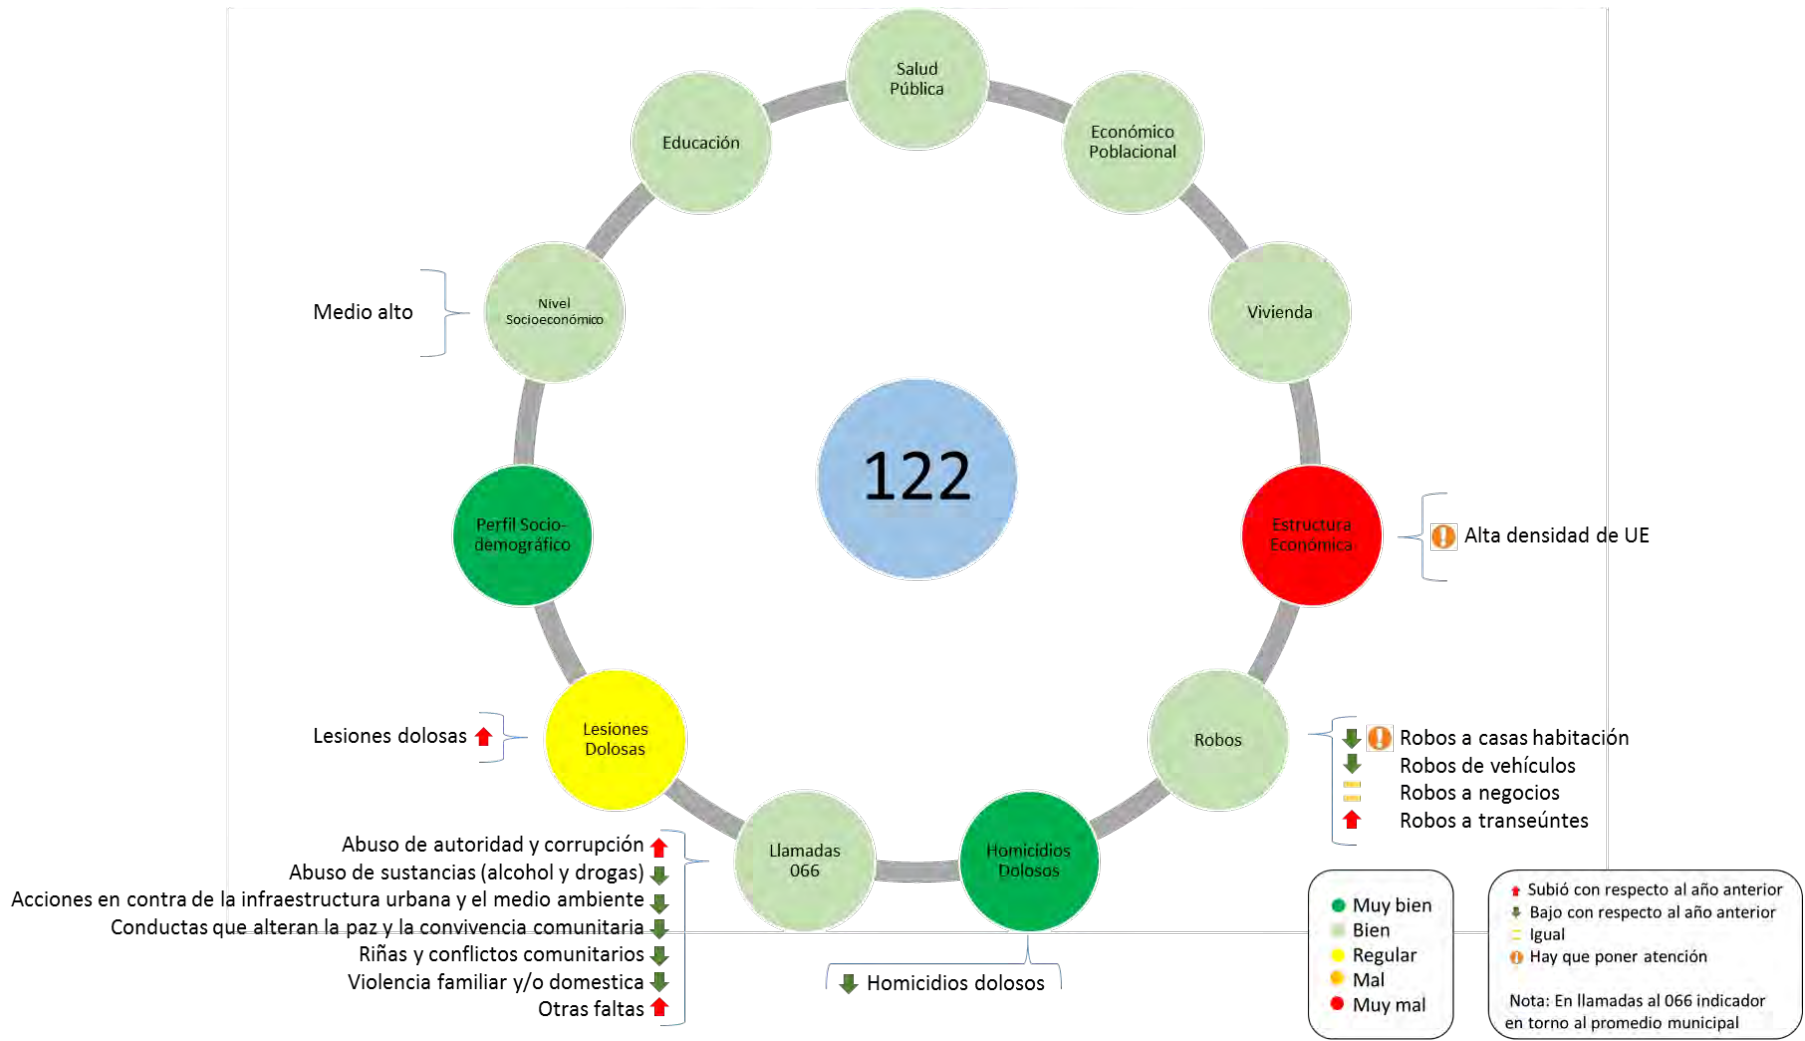 Salud
Pública
Educación
Económico
Poblacional
Medio alto
Nivel
Socioeconómico
Vivienda
122
Perfil Socio-
demográfico
Estructura
Económica
Alta densidad de UE
Lesiones dolosas
Lesiones
Dolosas
Robos
Robos a casas habitación
Robos de vehículos
Robos a negocios
Robos a transeúntes
Abuso de autoridad y corrupción
Abuso de sustancias (alcohol y drogas)
Acciones en contra de la infraestructura urbana y el medio ambiente
Conductas que alteran la paz y la convivencia comunitaria
Riñas y conflictos comunitarios
Violencia familiar y/o domestica
Otras faltas
Llamadas
066
Homicidios
Dolosos
Homicidios dolosos
Muy bien
Bien
Regular
Mal
Muy mal
Subió con respecto al año anterior
Bajo con respecto al año anterior
Igual
Hay que poner atención
Nota: En llamadas al 066 indicador
en torno al promedio municipal